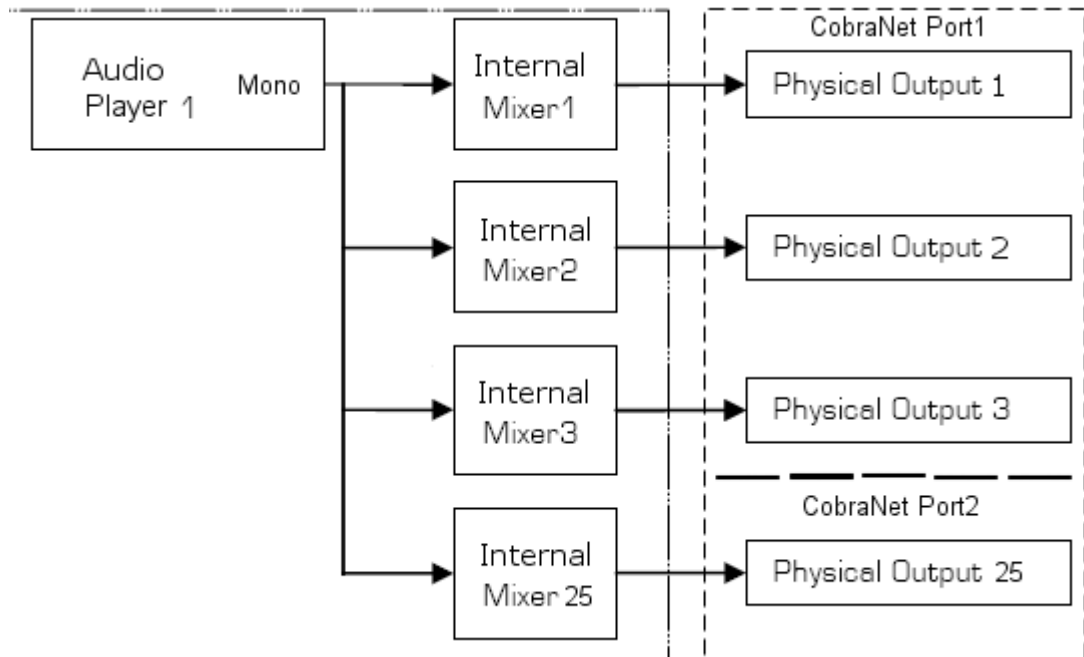 CobraNet Port1
Audio
Player 1
Mono
Internal
Mixer1
Physical Output 1
Internal
Mixer2
Physical Output 2
Internal
Mixer3
Physical Output 3
CobraNet Port2
Internal
Mixer 25
Physical Output 25